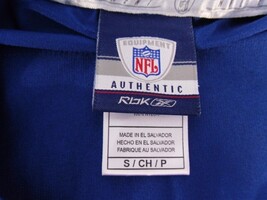 EQUIPMENT
NFL
AUTHENTIC
RbK
MADE IN EL SALVADOR
HECHO EN EL SALVADOR
FABRIQUÉ AU SALVADOR
S / CH / P